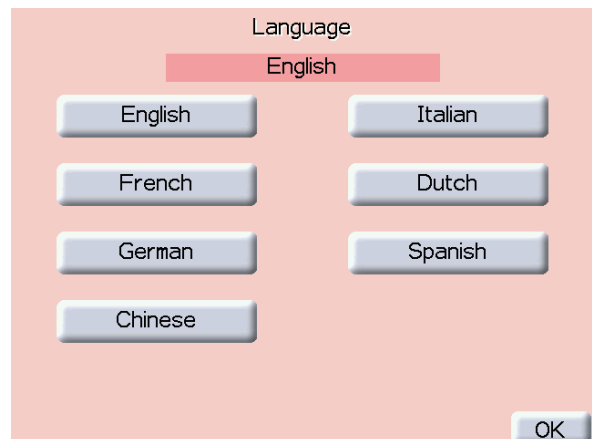 Language
English
English
Italian
French
Dutch
German
Spanish
Chinese
OK